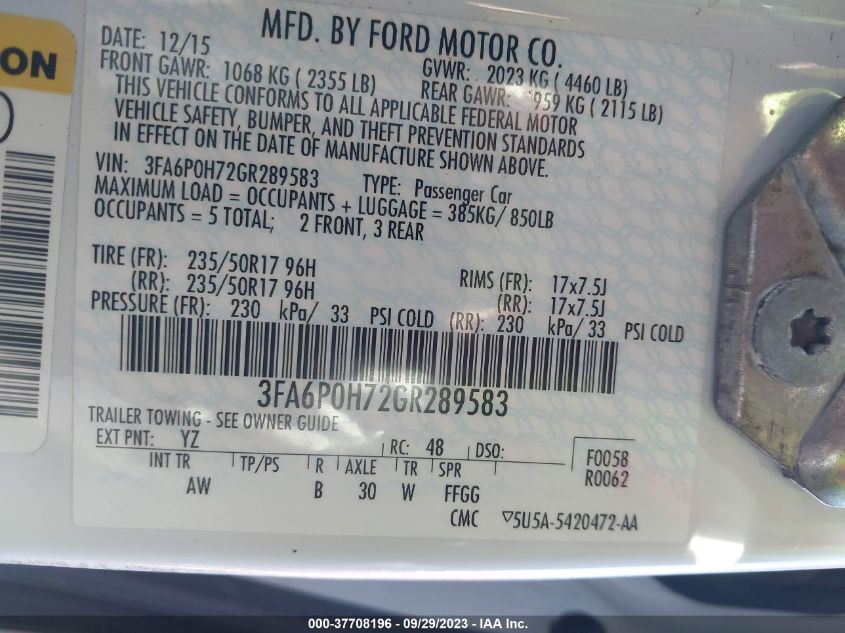 MFD. BY FORD MOTOR CO.
DATE: 12/15
GVWR: 2023 KG ( 4460 LB)
FRONT GAWR: 1068 KG ( 2355 LB) REAR GAWR: 959 KG ( 2115 LB)
THIS VEHICLE CONFORMS TO ALL APPLICABLE FEDERAL MOTOR
VEHICLE SAFETY, BUMPER, AND THEFT PREVENTION STANDARDS
IN EFFECT ON THE DATE OF MANUFACTURE SHOWN ABOVE.
VIN: 3FA6P0H72GR289583 TYPE: Passenger Car
MAXIMUM LOAD = OCCUPANTS + LUGGAGE = 385KG/ 850LB
OCCUPANTS = 5 TOTAL; 2 FRONT, 3 REAR
TIRE (FR): 235/50R17 96H RIMS (FR): 17x7.5J
(RR): 235/50R17 96H (RR): 17x7.5J
PRESSURE (FR): 230 kPa/ 33 PSI COLD (RR): 230 kPa/ 33 PSI COLD
3FA6P0H72GR289583
TRAILER TOWING - SEE OWNER GUIDE
EXT PNT: YZ RC: 48 DSO: F0058
INT TR TP/PS R AXLE TR SPR R0062
AW B 30 W FFGG
CMC ▽5U5A-5420472-AA
ON
000-37708196 - 09/29/2023 - IAA Inc.